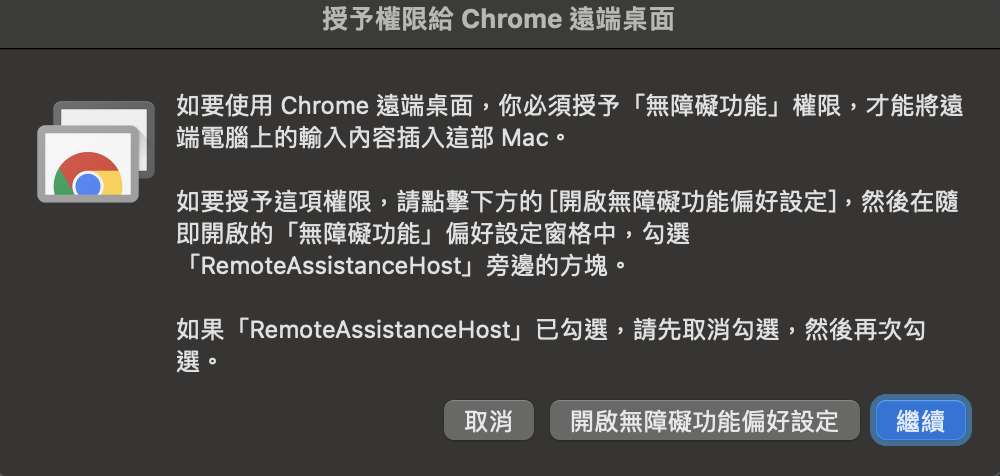 授予權限給 Chrome 遠端桌面
如要使用 Chrome 遠端桌面，你必須授予「無障礙功能」權限，才能將遠
端電腦上的輸入內容插入這部 Mac。
如要授予這項權限，請點擊下方的 [開啟無障礙功能偏好設定]，然後在隨
即開啟的「無障礙功能」偏好設定窗格中，勾選
「RemoteAssistanceHost」旁邊的方塊。
如果「RemoteAssistanceHost」已勾選，請先取消勾選，然後再次勾
選。
取消
開啟無障礙功能偏好設定
繼續